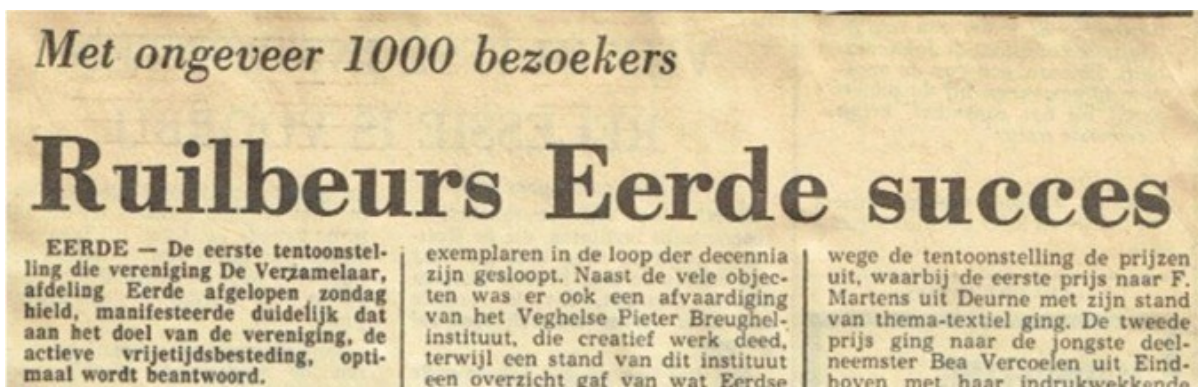 Met ongeveer 1000 bezoekers
Ruilbeurs Eerde succes
EERDE — De eerste tentoonstel-
ling die vereniging De Verzamelaar,
afdeling Eerde afgelopen zondag
hield, manifesteerde duidelijk dat
aan het doel van de vereniging, de
actieve vrijetijdsbesteding, opti-
maal wordt beantwoord.
exemplaren in de loop der decennia
zijn gesloopt. Naast de vele objec-
ten was er ook een afvaardiging
van het Veghelse Pieter Breughel-
instituut, die creatief werk deed,
terwijl een stand van dit instituut
een overzicht gaf van wat Eerdse
wege de tentoonstelling de prijzen
uit, waarbij de eerste prijs naar F.
Martens uit Deurne met zijn stand
van thema-textiel ging. De tweede
prijs ging naar de jongste deel-
neemster Bea Vercoelen uit Eind-
hoven met haar indrukwekkende